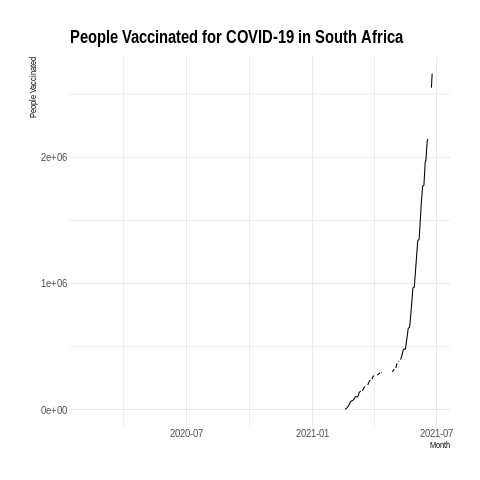 People Vaccinated for COVID-19 in South Africa
People Vaccinated
2e+06
1e+06
0e+00
2020-07
2021-01
2021-07
Month